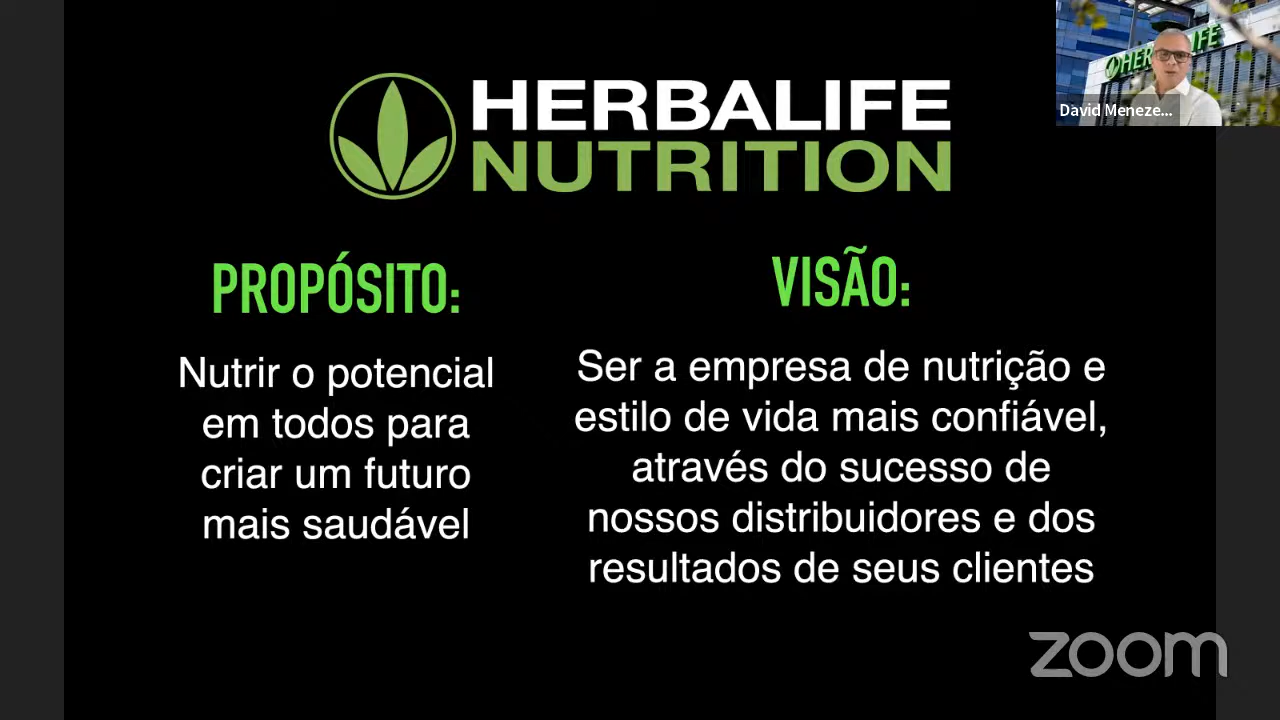 HERBALIFE
NUTRITION
HERBALIFE
David Meneze...
PROPÓSITO:
Nutrir o potencial
em todos para
criar um futuro
mais saudável
VISÃO:
Ser a empresa de nutrição e
estilo de vida mais confiável,
através do sucesso de
nossos distribuidores e dos
resultados de seus clientes
zoom